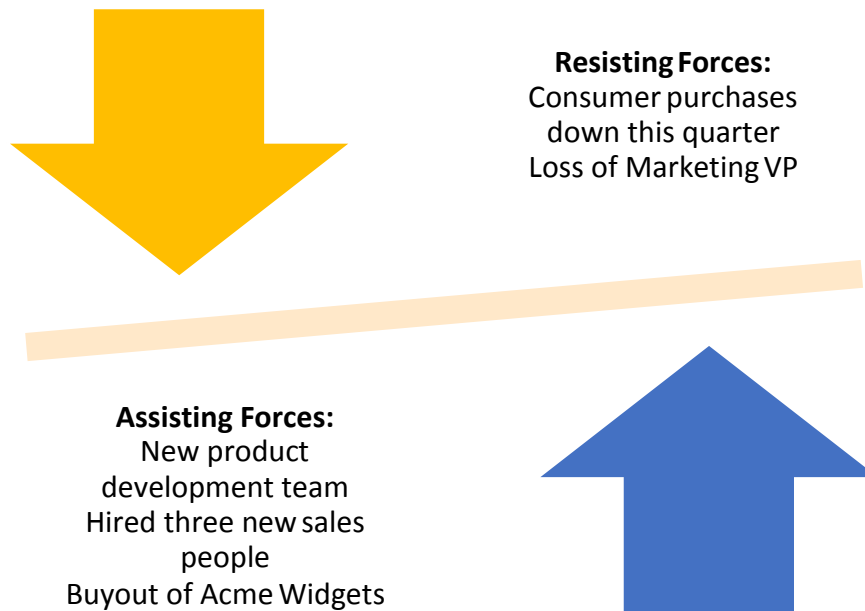 Resisting Forces:
Consumer purchases
down this quarter
Loss of Marketing VP
Assisting Forces:
New product
development team
Hired three new sales
people
Buyout of Acme Widgets